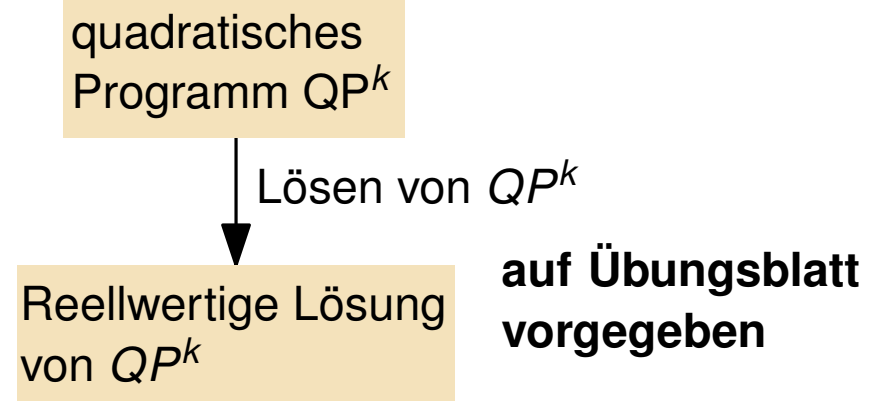 quadratisches
Programm QP^k
Lösen von QP^k
Reellwertige Lösung
von QP^k
auf Übungsblatt
vorgegeben